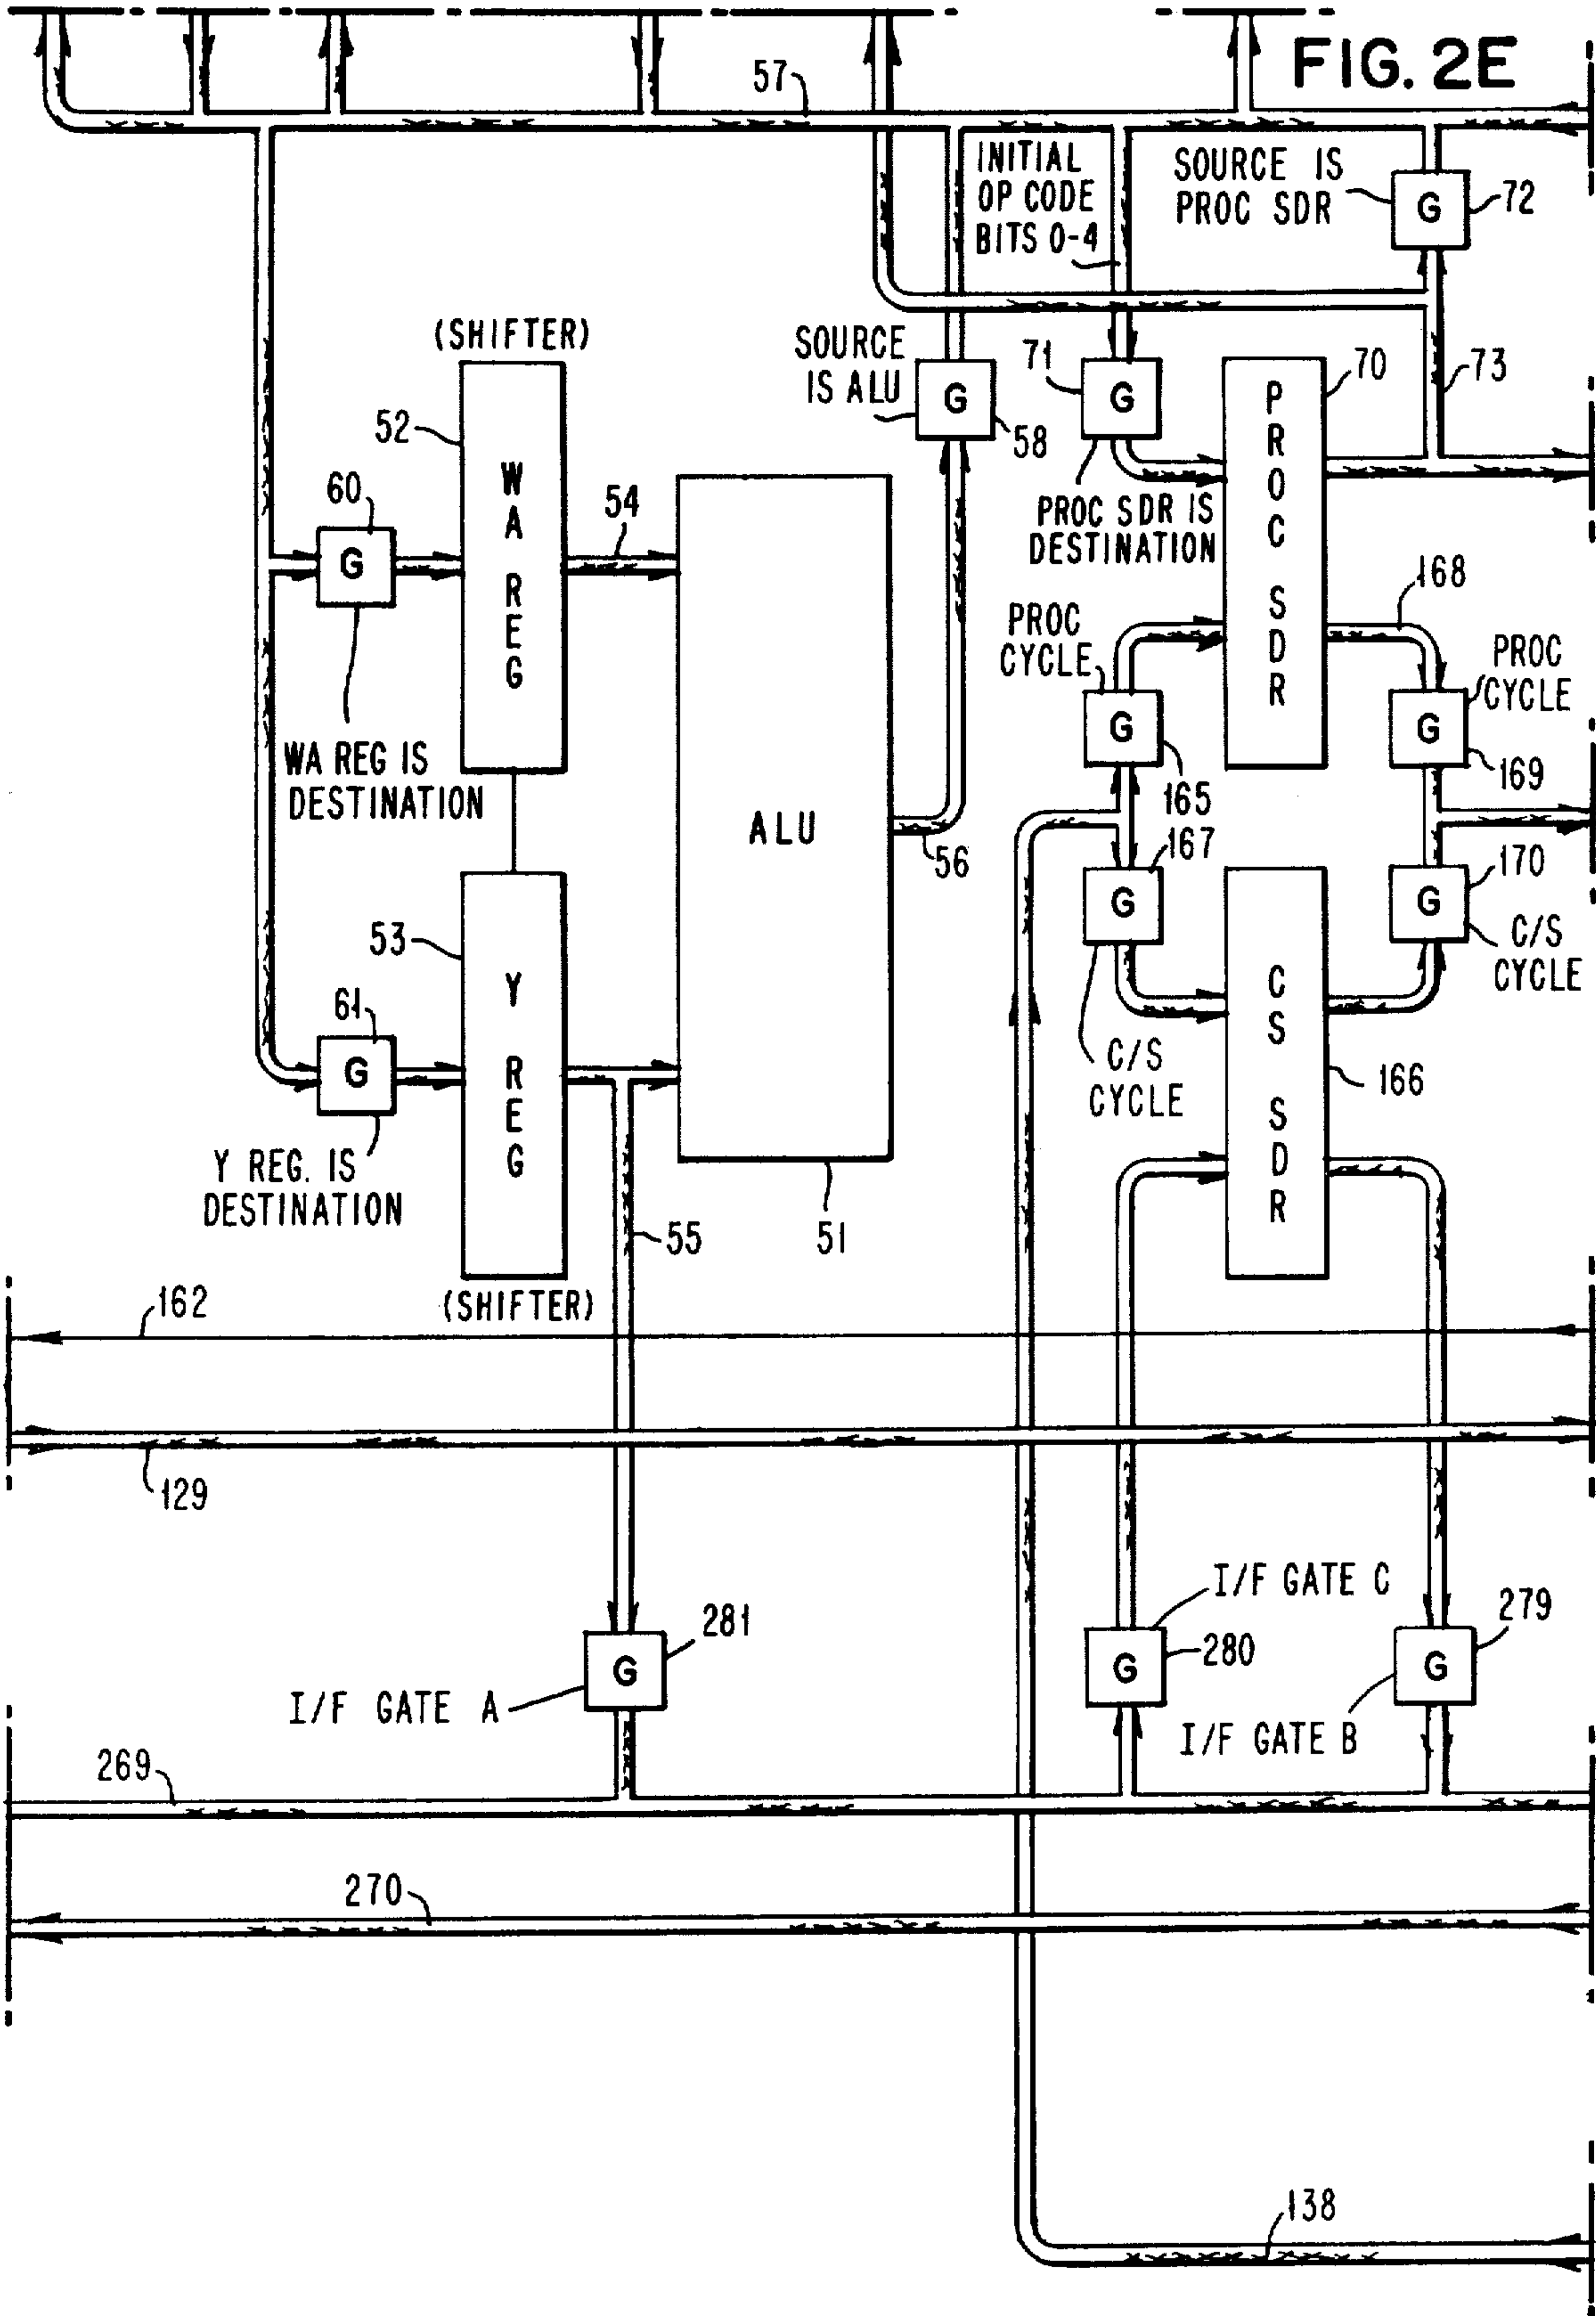 FIG. 2E
57
INITIAL
OP CODE
BITS 0-4
SOURCE IS
PROC SDR
G
72
(SHIFTER)
SOURCE
IS ALU
G
58
71
G
70
73
52
WA REG
PROC SDR
60
G
54
PROC SDR IS
DESTINATION
168
PROC
CYCLE
PROC
CYCLE
G
G
WA REG IS
DESTINATION
165
169
ALU
56
167
170
G
G
53
Y REG
CS SDR
C/S
CYCLE
61
G
C/S
CYCLE
166
Y REG. IS
DESTINATION
55
51
162
(SHIFTER)
129
I/F GATE C
281
G
280
G
279
G
I/F GATE A
I/F GATE B
269
270
138